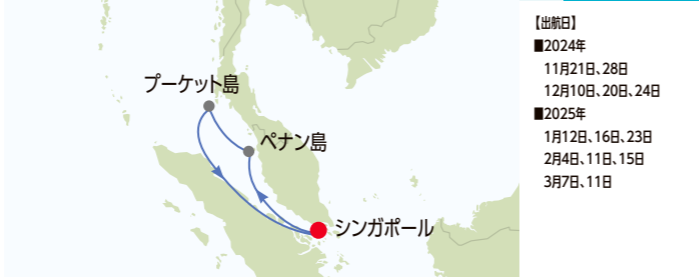 プーケット島
ペナン島
シンガポール
【出航日】
■2024年
11月21日、28日
12月10日、20日、24日
■2025年
1月12日、16日、23日
2月4日、11日、15日
3月7日、11日